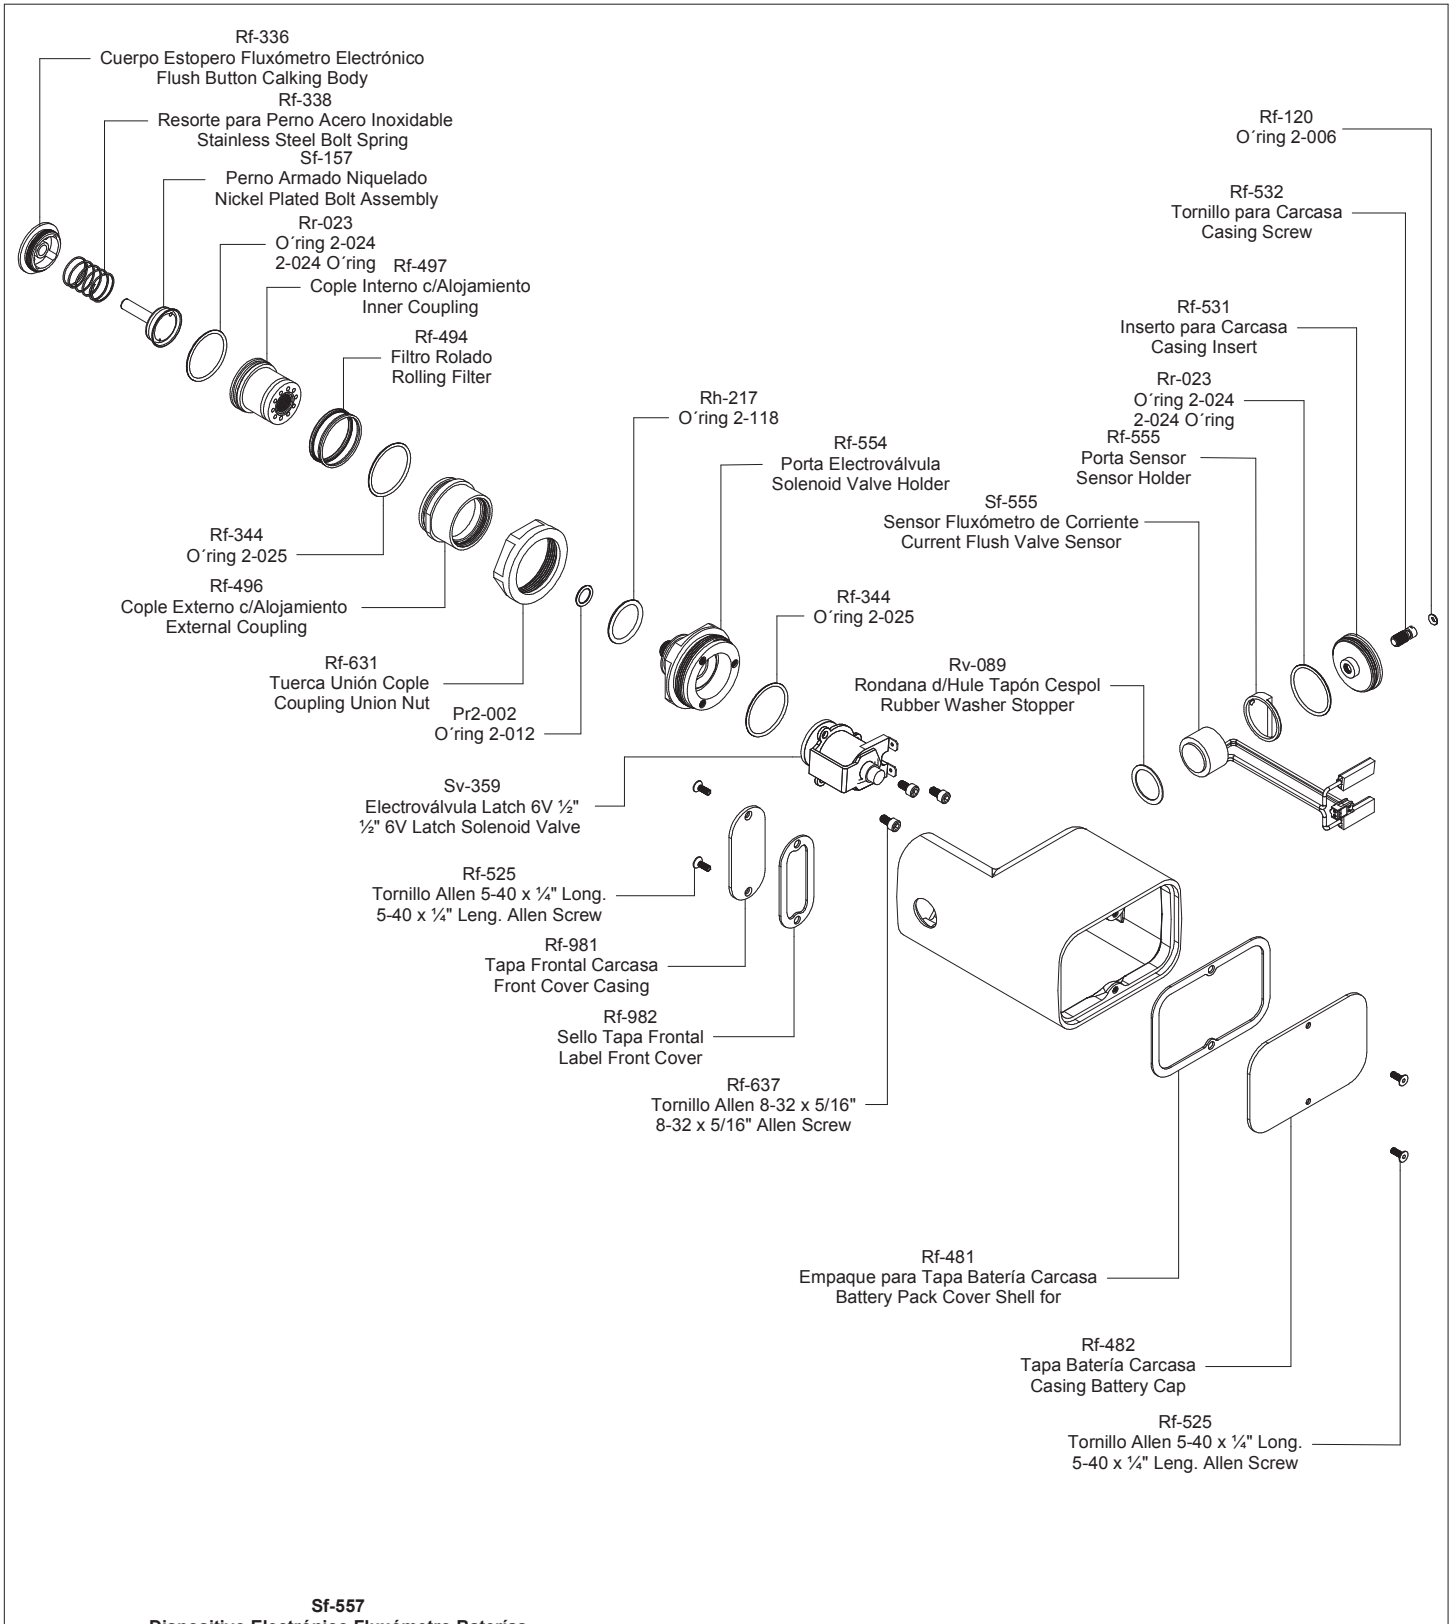 Rf-336
Cuerpo Estopero Fluxómetro Electrónico
Flush Button Calking Body
Rf-338
Resorte para Perno Acero Inoxidable
Stainless Steel Bolt Spring
Sf-157
Perno Armado Niquelado
Nickel Plated Bolt Assembly
Rr-023
O´ring 2-024
2-024 O´ring
Rf-497
Cople Interno c/Alojamiento
Inner Coupling
Rf-494
Filtro Rolado
Rolling Filter
Rf-344
O´ring 2-025
Rf-496
Cople Externo c/Alojamiento
External Coupling
Rf-631
Tuerca Unión Cople
Coupling Union Nut
Pr2-002
O´ring 2-012
Rh-217
O´ring 2-118
Rf-554
Porta Electroválvula
Solenoid Valve Holder
Rf-344
O´ring 2-025
Sv-359
Electroválvula Latch 6V ½"
½" 6V Latch Solenoid Valve
Rf-525
Tornillo Allen 5-40 x ¼" Long.
5-40 x ¼" Leng. Allen Screw
Rf-981
Tapa Frontal Carcasa
Front Cover Casing
Rf-982
Sello Tapa Frontal
Label Front Cover
Rf-637
Tornillo Allen 8-32 x 5/16"
8-32 x 5/16" Allen Screw
Rf-120
O´ring 2-006
Rf-532
Tornillo para Carcasa
Casing Screw
Rf-531
Inserto para Carcasa
Casing Insert
Rr-023
O´ring 2-024
2-024 O´ring
Rf-555
Porta Sensor
Sensor Holder
Sf-555
Sensor Fluxómetro de Corriente
Current Flush Valve Sensor
Rv-089
Rondana d/Hule Tapón Cespol
Rubber Washer Stopper
Rf-481
Empaque para Tapa Batería Carcasa
Battery Pack Cover Shell for
Rf-482
Tapa Batería Carcasa
Casing Battery Cap
Rf-525
Tornillo Allen 5-40 x ¼" Long.
5-40 x ¼" Leng. Allen Screw
Sf-557
Dispositivo Electrónico Fluxómetro Baterías